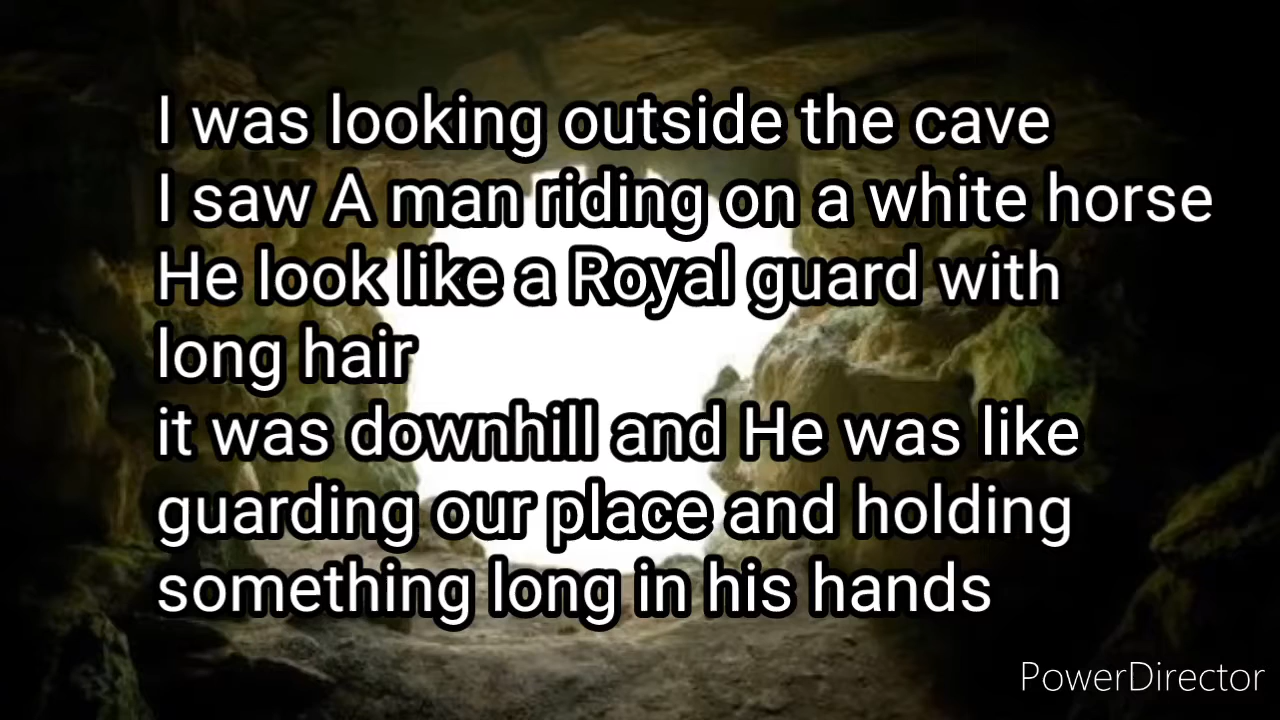 I was looking outside the cave
I saw A man riding on a white horse
He look like a Royal guard with
long hair
it was downhill and He was like
guarding our place and holding
something long in his hands
PowerDirector